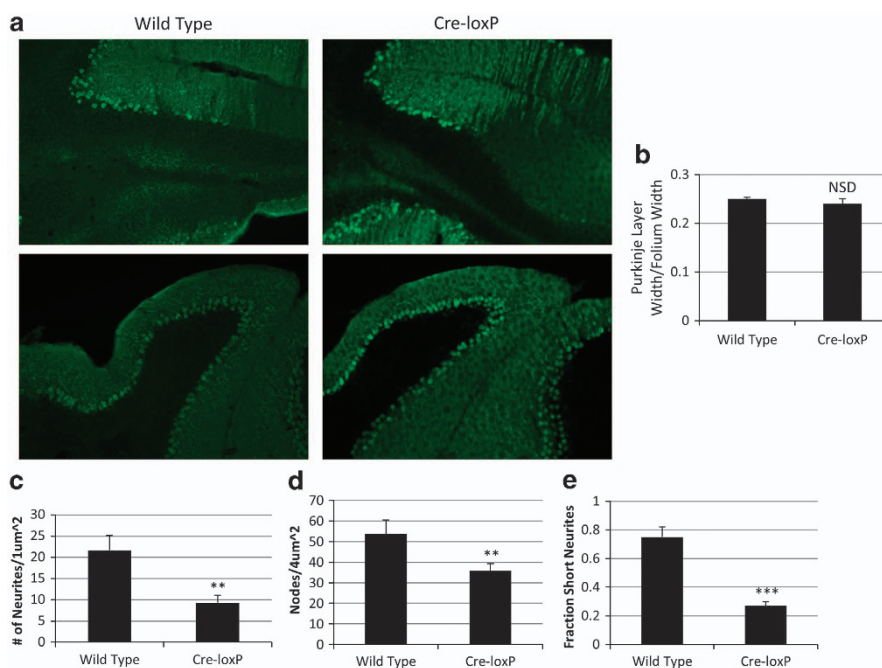 a
Wild Type
Cre-loxP
b
Purkinje Layer
Width/Folium Width
0.3
0.2
0.1
0
NSD
Wild Type
Cre-loxP
c
# of Neurites/1um^2
30
25
20
15
10
5
0
**
Wild Type
Cre-loxP
d
Nodes/4um^2
70
60
50
40
30
20
10
0
**
Wild Type
Cre-loxP
e
Fraction Short Neurites
1
0.8
0.6
0.4
0.2
0
***
Wild Type
Cre-loxP